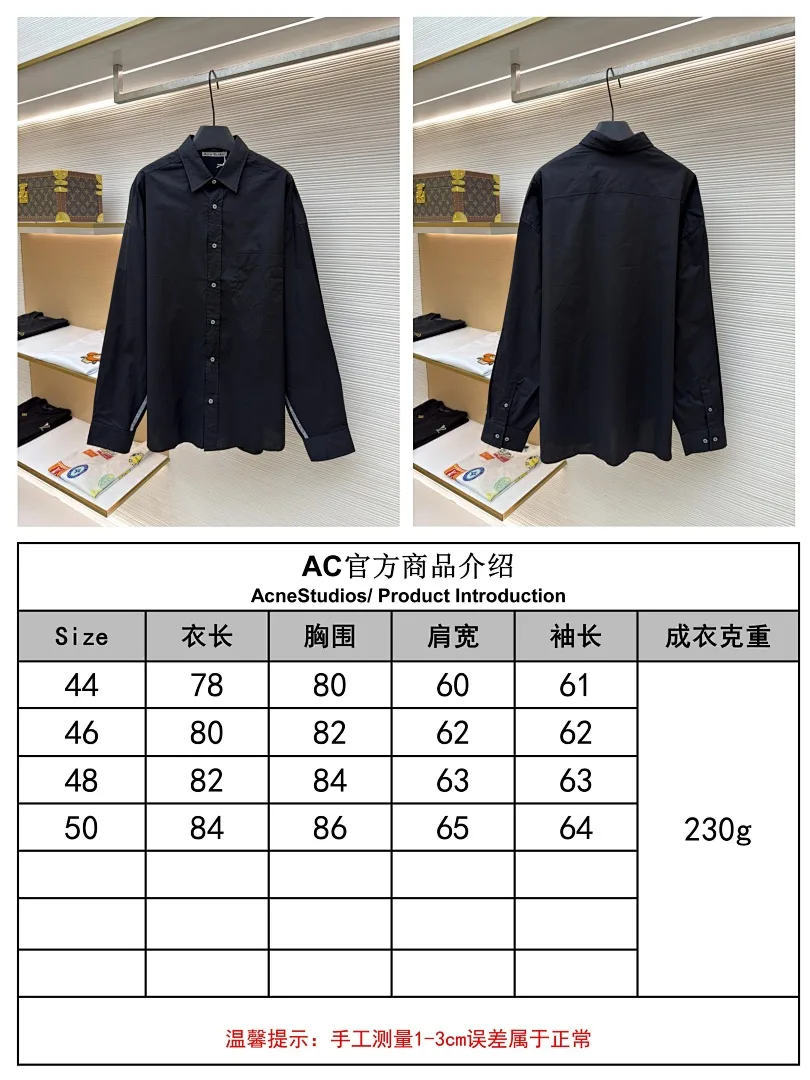 AC官方商品介绍
AcneStudios/ Product Introduction
Size 衣长 胸围 肩宽 袖长 成衣克重
44 78 80 60 61
46 80 82 62 62
48 82 84 63 63
50 84 86 65 64
230g
温馨提示：手工测量1-3cm误差属于正常